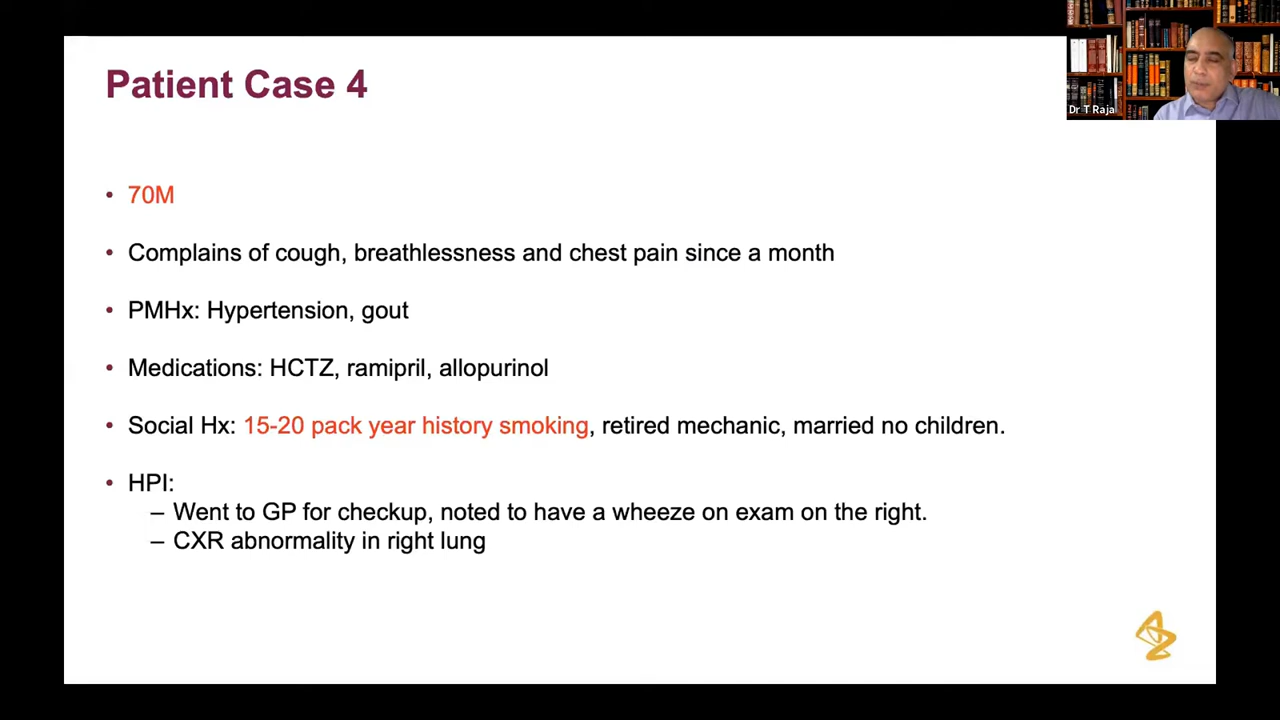 Patient Case 4
Dr T Raja
• 70M
• Complains of cough, breathlessness and chest pain since a month
• PMHx: Hypertension, gout
• Medications: HCTZ, ramipril, allopurinol
• Social Hx: 15-20 pack year history smoking, retired mechanic, married no children.
• HPI:
– Went to GP for checkup, noted to have a wheeze on exam on the right.
– CXR abnormality in right lung